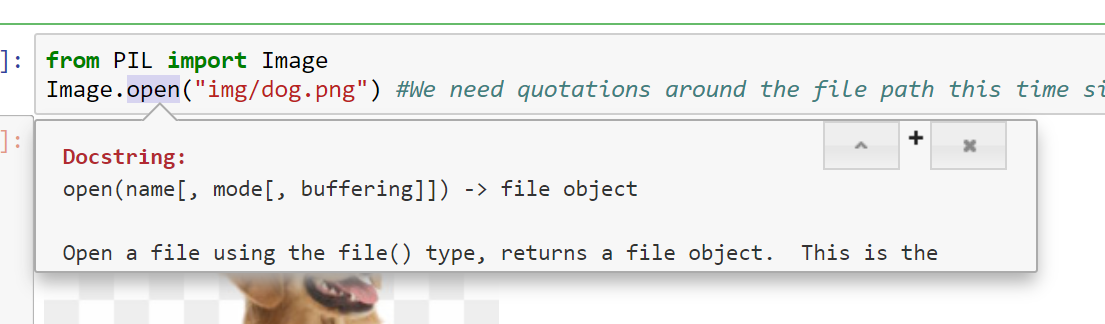 ]:
from PIL import Image
Image.open("img/dog.png") #We need quotations around the file path this time si
]:
Docstring:
open(name[, mode[, buffering]]) -> file object
Open a file using the file() type, returns a file object.  This is the